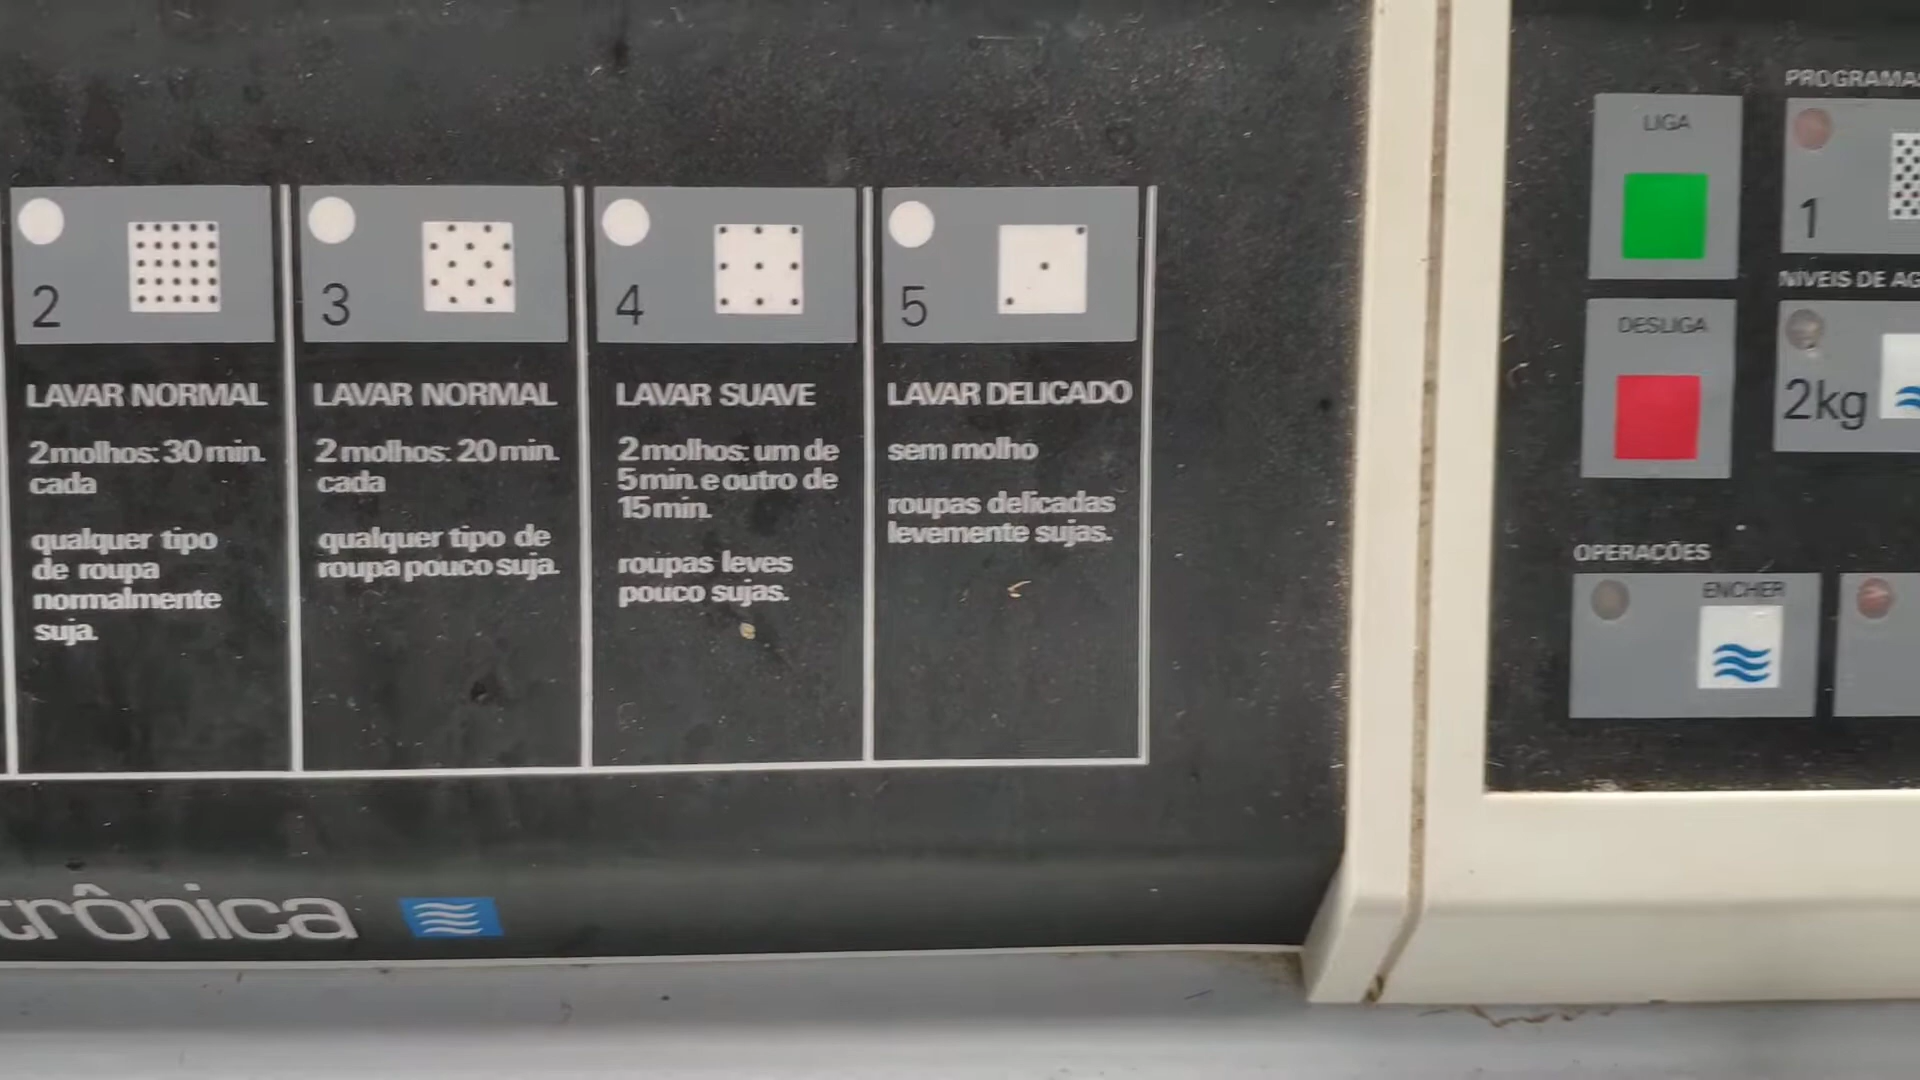 2
LAVAR NORMAL
2 molhos: 30 min.
cada
qualquer tipo
de roupa
normalmente
suja.
3
LAVAR NORMAL
2 molhos: 20 min.
cada
qualquer tipo de
roupa pouco suja.
4
LAVAR SUAVE
2 molhos: um de
5 min. e outro de
15 min.
roupas leves
pouco sujas.
5
LAVAR DELICADO
sem molho
roupas delicadas
levemente sujas.
trônica
LIGA
DESLIGA
PROGRAMAS
1
NÍVEIS DE AG
2kg
OPERAÇÕES
ENCHER